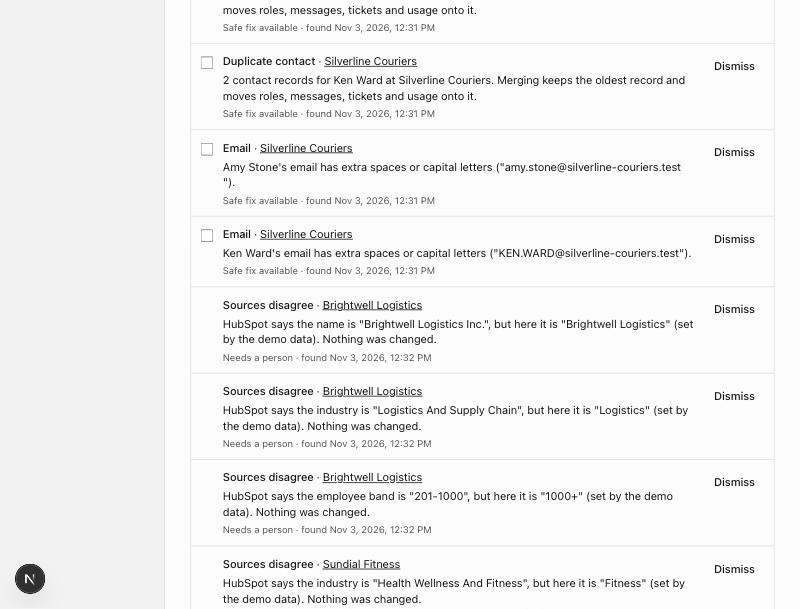 moves roles, messages, tickets and usage onto it.
Safe fix available · found Nov 3, 2026, 12:31 PM
Duplicate contact · Silverline Couriers
Dismiss
2 contact records for Ken Ward at Silverline Couriers. Merging keeps the oldest record and
moves roles, messages, tickets and usage onto it.
Safe fix available · found Nov 3, 2026, 12:31 PM
Email · Silverline Couriers
Dismiss
Amy Stone's email has extra spaces or capital letters ("amy.stone@silverline-couriers.test
").
Safe fix available · found Nov 3, 2026, 12:31 PM
Email · Silverline Couriers
Dismiss
Ken Ward's email has extra spaces or capital letters ("KEN.WARD@silverline-couriers.test").
Safe fix available · found Nov 3, 2026, 12:31 PM
Sources disagree · Brightwell Logistics
Dismiss
HubSpot says the name is "Brightwell Logistics Inc.", but here it is "Brightwell Logistics" (set
by the demo data). Nothing was changed.
Needs a person · found Nov 3, 2026, 12:32 PM
Sources disagree · Brightwell Logistics
Dismiss
HubSpot says the industry is "Logistics And Supply Chain", but here it is "Logistics" (set by
the demo data). Nothing was changed.
Needs a person · found Nov 3, 2026, 12:32 PM
Sources disagree · Brightwell Logistics
Dismiss
HubSpot says the employee band is "201-1000", but here it is "1000+" (set by the demo
data). Nothing was changed.
Needs a person · found Nov 3, 2026, 12:32 PM
Sources disagree · Sundial Fitness
Dismiss
HubSpot says the industry is "Health Wellness And Fitness", but here it is "Fitness" (set by
the demo data). Nothing was changed.
N